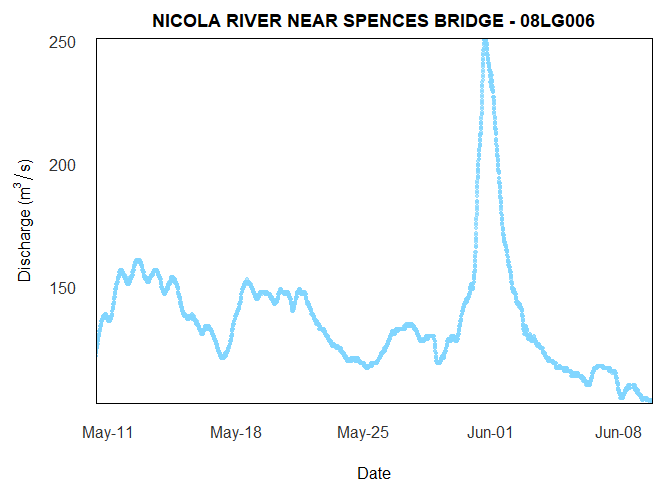 NICOLA RIVER NEAR SPENCES BRIDGE - 08LG006
250
200
150
Discharge (m³ / s)
May-11 May-18 May-25 Jun-01 Jun-08
Date